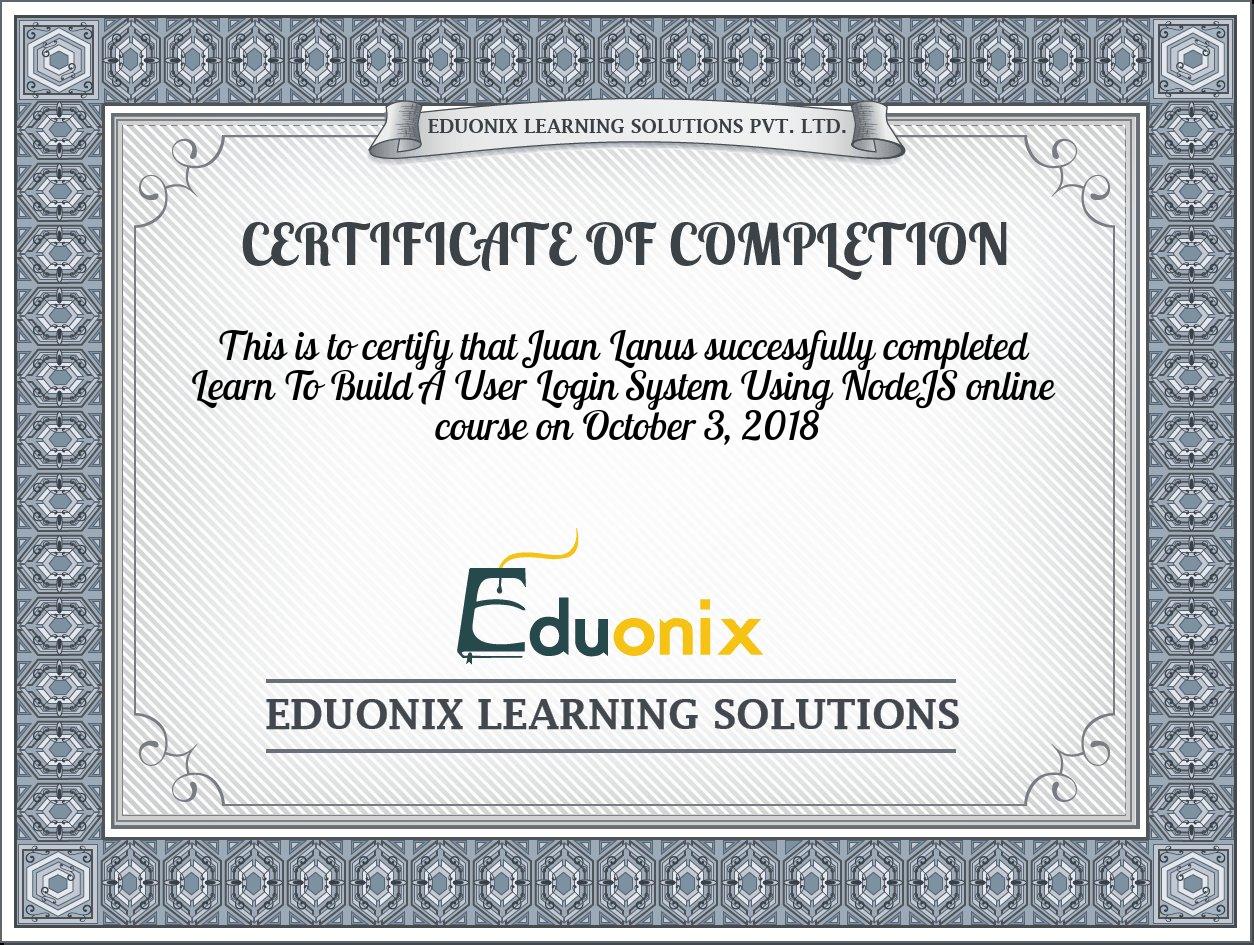 EDUONIX LEARNING SOLUTIONS PVT. LTD.
CERTIFICATE OF COMPLETION
This is to certify that Juan Lanus successfully completed
Learn To Build A User Login System Using NodeJS online
course on October 3, 2018
Eduonix
EDUONIX LEARNING SOLUTIONS